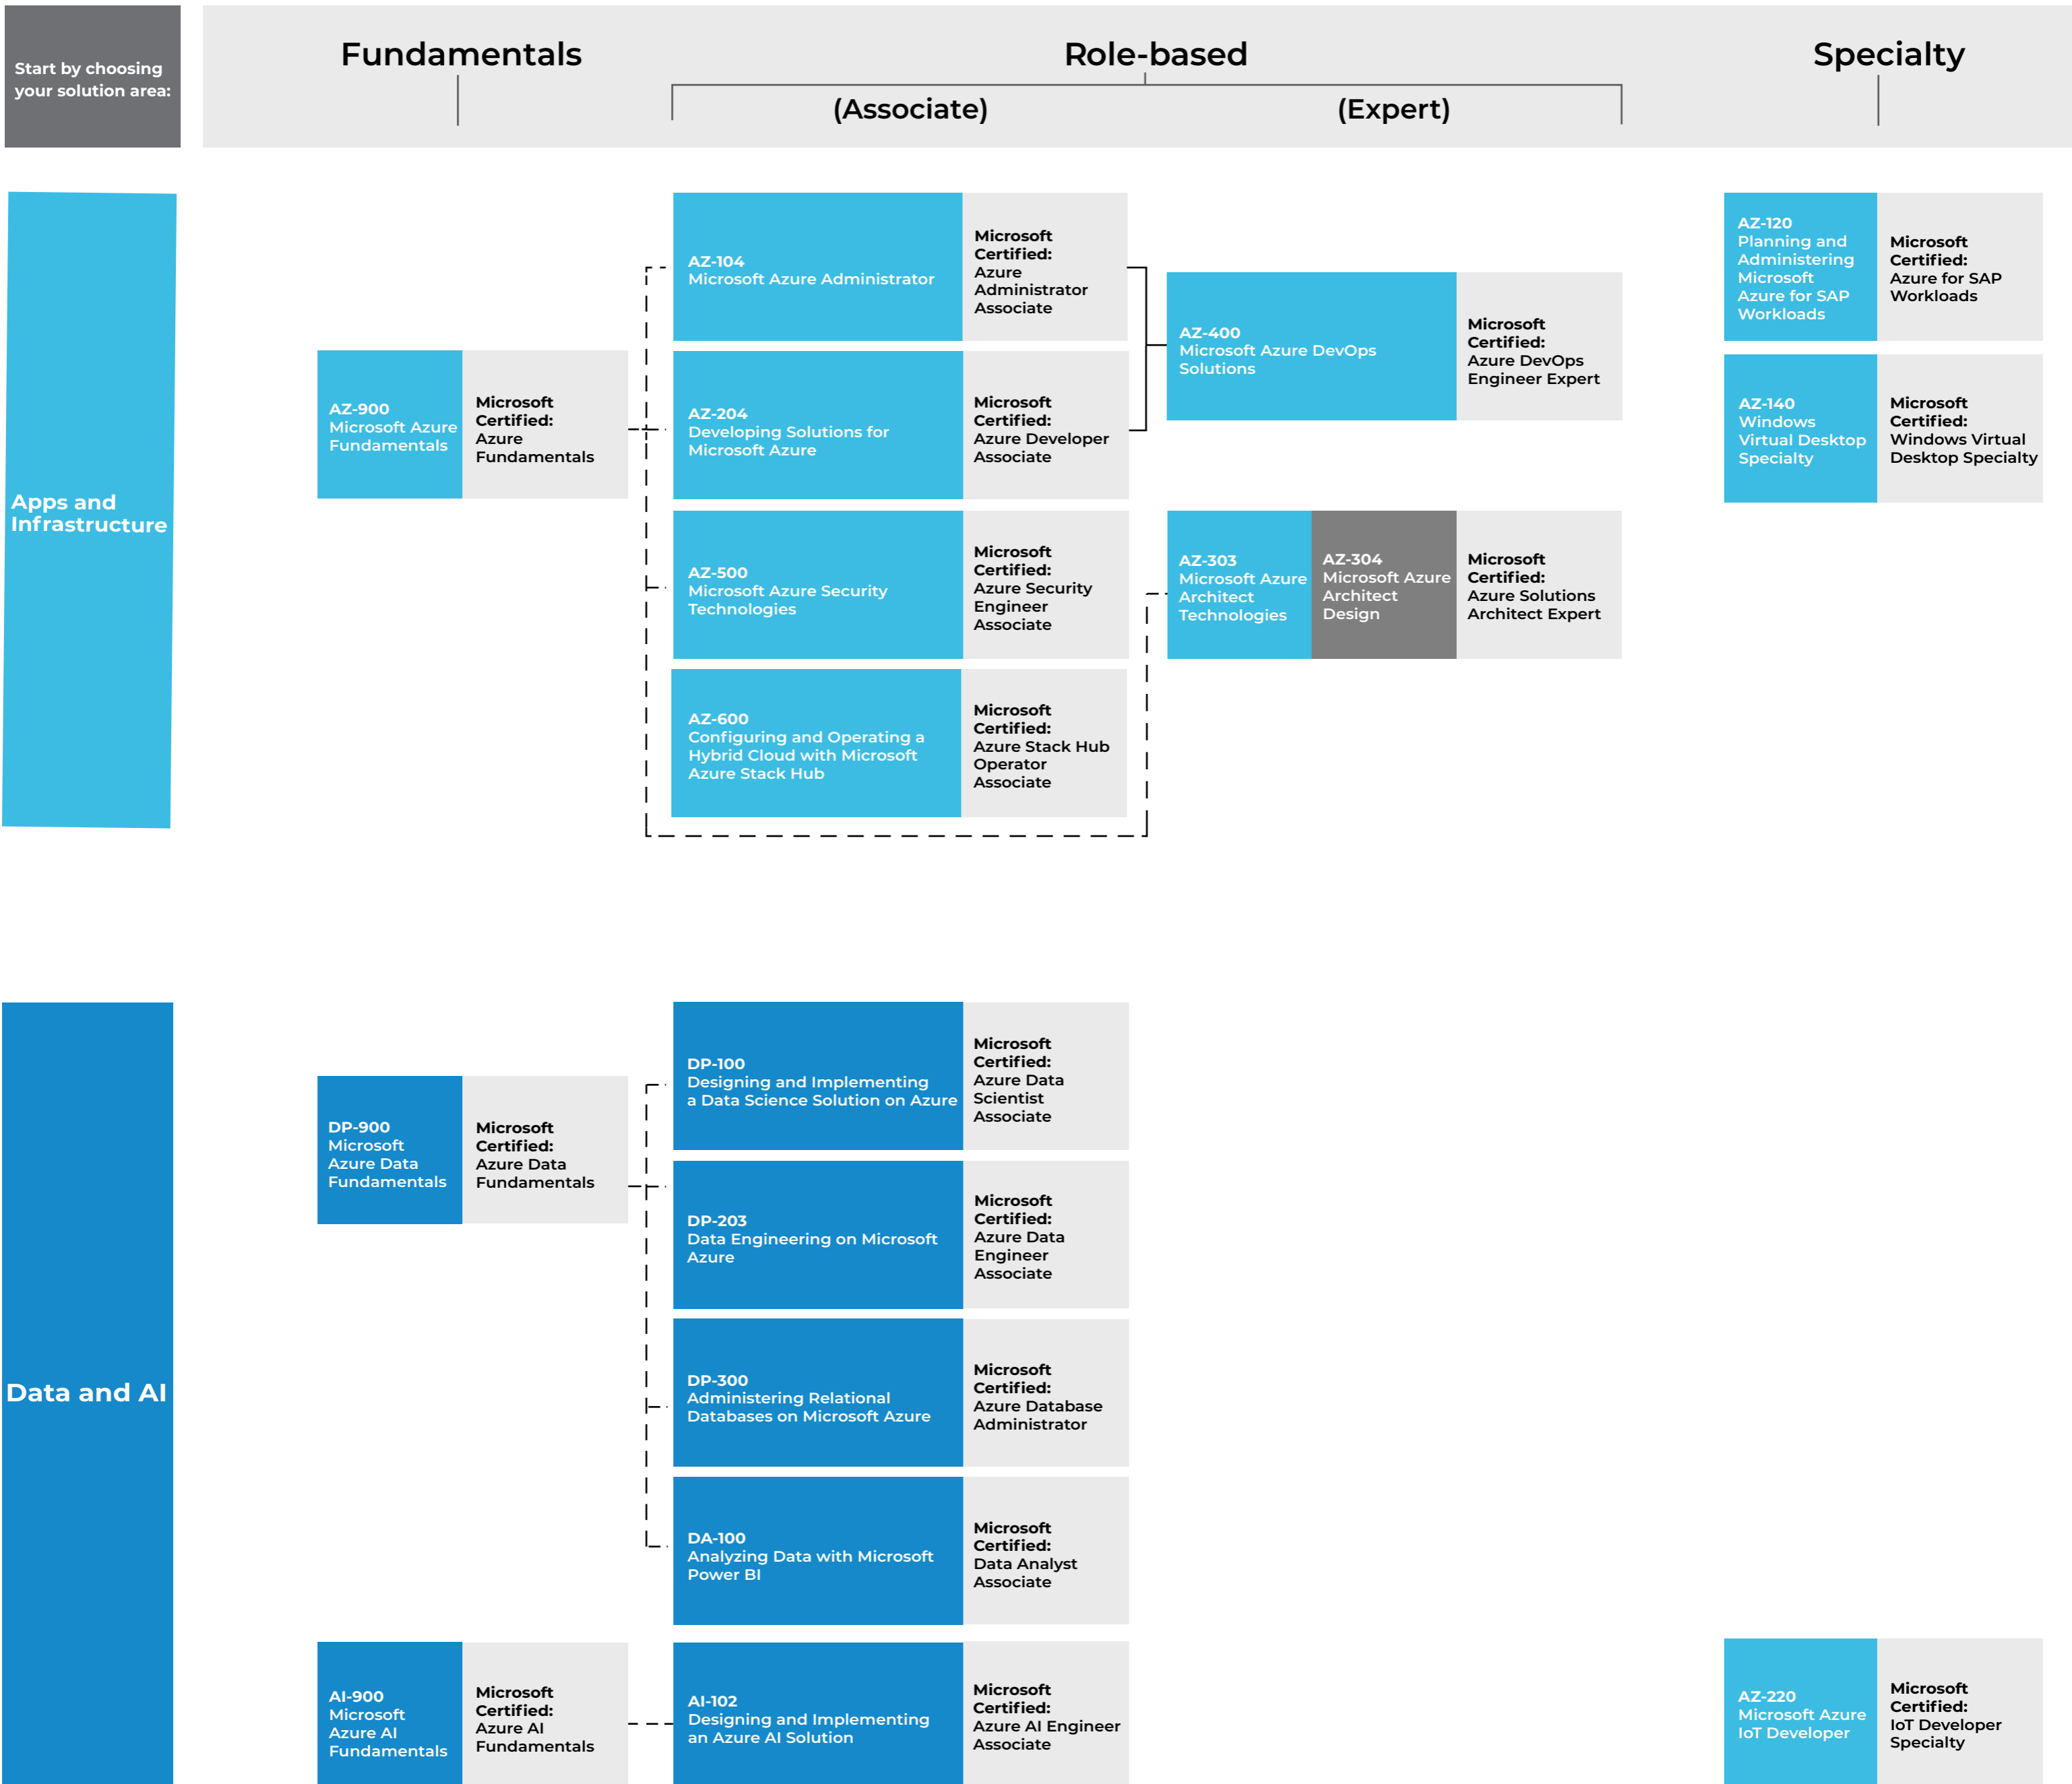 Start by choosing
your solution area:
Fundamentals
Role-based
(Associate)
(Expert)
Specialty
Apps and
Infrastructure
AZ-900
Microsoft Azure
Fundamentals
Microsoft
Certified:
Azure
Fundamentals
AZ-104
Microsoft Azure Administrator
Microsoft
Certified:
Azure
Administrator
Associate
AZ-204
Developing Solutions for
Microsoft Azure
Microsoft
Certified:
Azure Developer
Associate
AZ-500
Microsoft Azure Security
Technologies
Microsoft
Certified:
Azure Security
Engineer
Associate
AZ-600
Configuring and Operating a
Hybrid Cloud with Microsoft
Azure Stack Hub
Microsoft
Certified:
Azure Stack Hub
Operator
Associate
AZ-400
Microsoft Azure DevOps
Solutions
Microsoft
Certified:
Azure DevOps
Engineer Expert
AZ-303
Microsoft Azure
Architect
Technologies
AZ-304
Microsoft Azure
Architect
Design
Microsoft
Certified:
Azure Solutions
Architect Expert
AZ-120
Planning and
Administering
Microsoft
Azure for SAP
Workloads
Microsoft
Certified:
Azure for SAP
Workloads
AZ-140
Windows
Virtual Desktop
Specialty
Microsoft
Certified:
Windows Virtual
Desktop Specialty
Data and AI
DP-900
Microsoft
Azure Data
Fundamentals
Microsoft
Certified:
Azure Data
Fundamentals
DP-100
Designing and Implementing
a Data Science Solution on Azure
Microsoft
Certified:
Azure Data
Scientist
Associate
DP-203
Data Engineering on Microsoft
Azure
Microsoft
Certified:
Azure Data
Engineer
Associate
DP-300
Administering Relational
Databases on Microsoft Azure
Microsoft
Certified:
Azure Database
Administrator
DA-100
Analyzing Data with Microsoft
Power BI
Microsoft
Certified:
Data Analyst
Associate
AI-900
Microsoft
Azure AI
Fundamentals
Microsoft
Certified:
Azure AI
Fundamentals
AI-102
Designing and Implementing
an Azure AI Solution
Microsoft
Certified:
Azure AI Engineer
Associate
AZ-220
Microsoft Azure
IoT Developer
Microsoft
Certified:
IoT Developer
Specialty